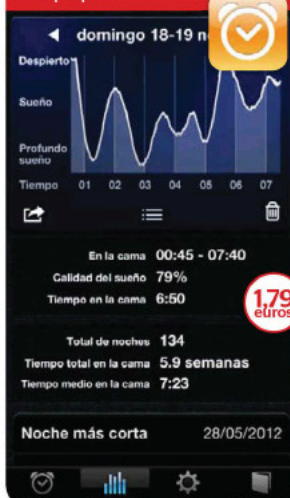 domingo 18-19 n
Despierto
Sueño
Profundo
sueño
Tiempo 01 02 03 04 05 06 07
En la cama 00:45 - 07:40
Calidad del sueño 79%
Tiempo en la cama 6:50
1,79
euros
Total de noches 134
Tiempo total en la cama 5.9 semanas
Tiempo medio en la cama 7:23
Noche más corta 28/05/2012